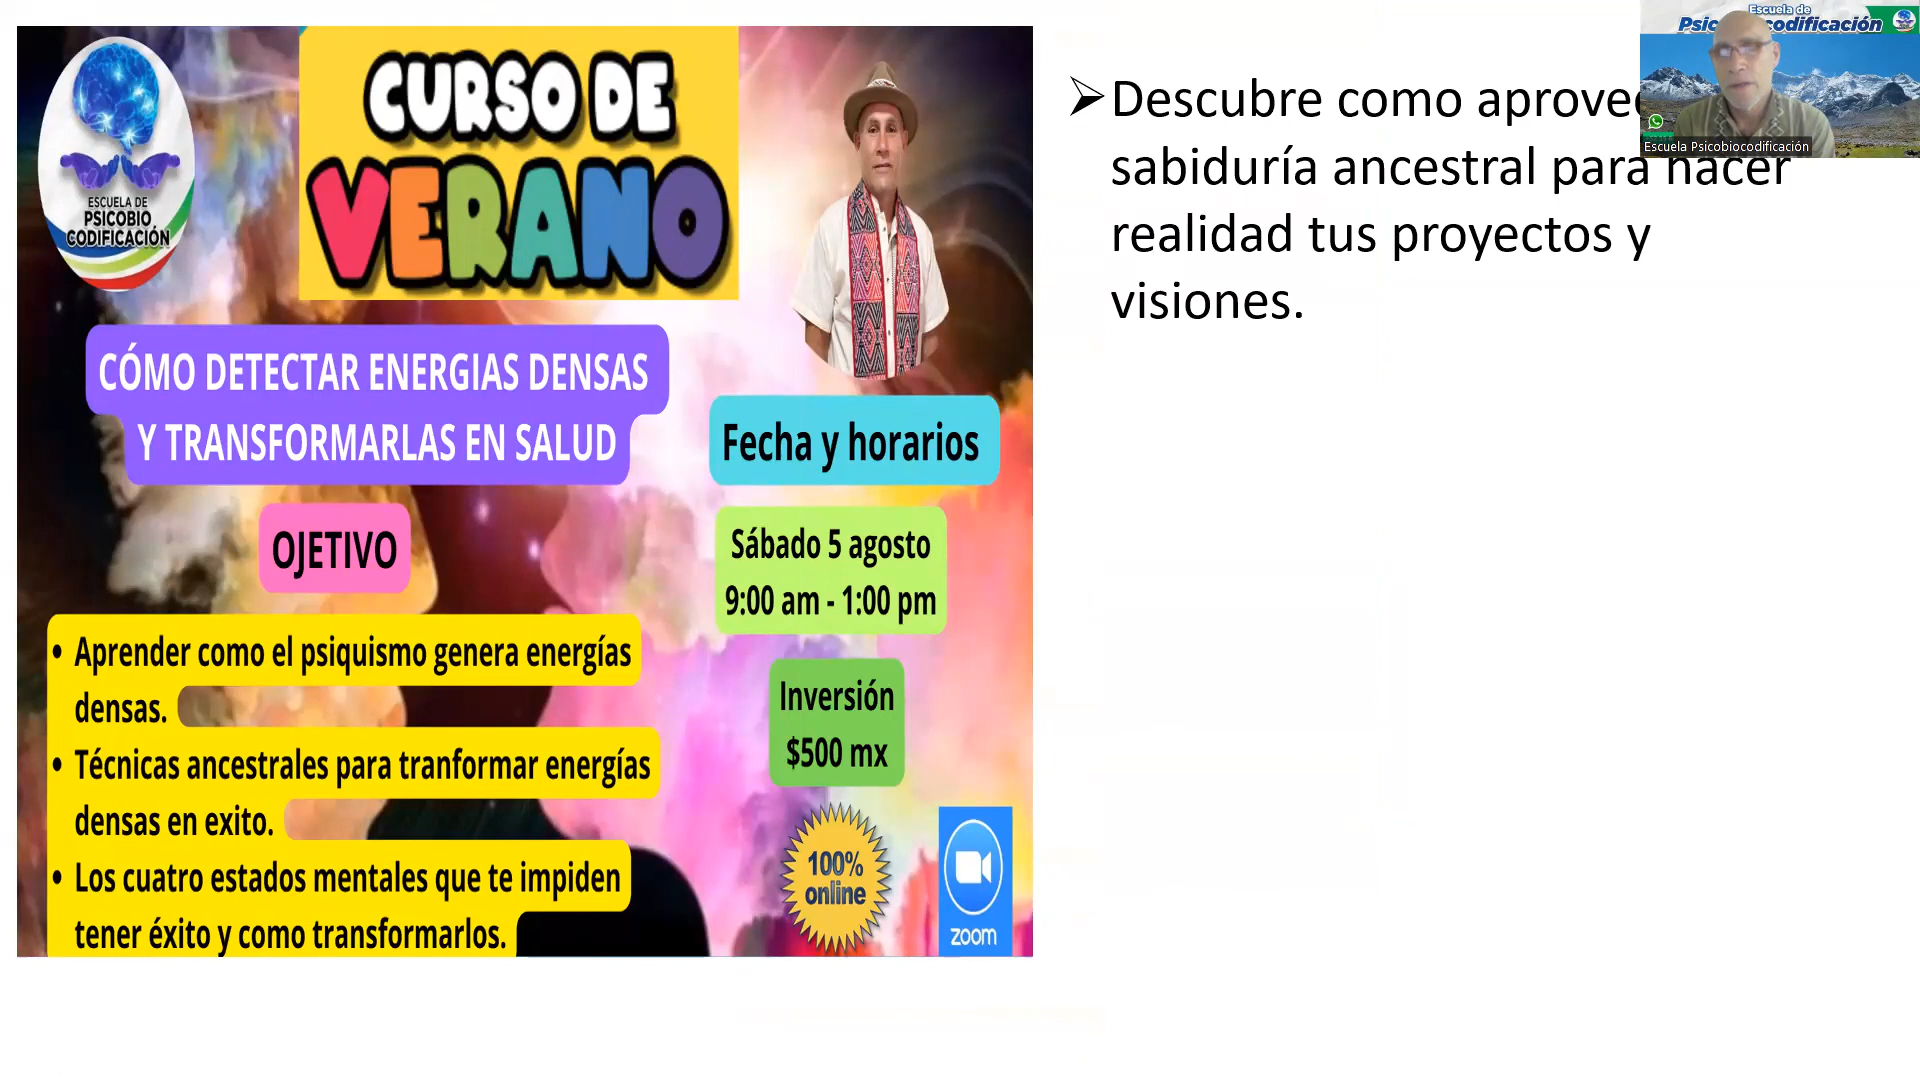 ESCUELA DE
PSICOBIO
CODIFICACIÓN
CURSO DE
VERANO
CÓMO DETECTAR ENERGIAS DENSAS
Y TRANSFORMARLAS EN SALUD
OJETIVO
• Aprender como el psiquismo genera energías
densas.
• Técnicas ancestrales para tranformar energías
densas en exito.
• Los cuatro estados mentales que te impiden
tener éxito y como transformarlos.
Fecha y horarios
Sábado 5 agosto
9:00 am - 1:00 pm
Inversión
$500 mx
100%
online
zoom
➢Descubre como
sabiduría ancestral para hacer
realidad tus proyectos y
visiones.
Escuela de
Escuela Psicobiocodificación